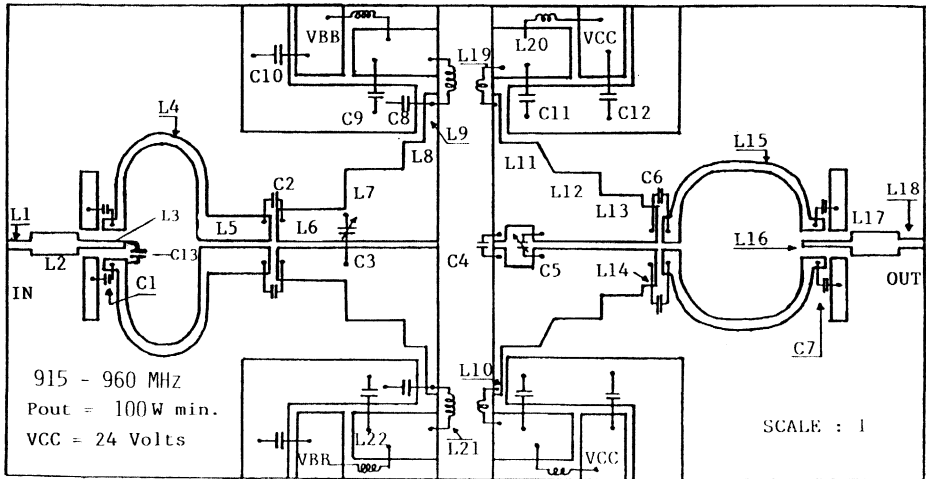 VBB
L20
VCC
C10
L19
C9
C8
C11
C12
L9
L4
L8
L11
L15
L7
L12
C2
C6
L18
L1
L3
L5
L6
L13
L17
L2
C13
C3
C4
C5
L16
L14
IN
C1
OUT
C7
L10
915 - 960 MHz
Pout = 100 W min.
VCC = 24 Volts
SCALE : 1
L22
L21
VBB
VCC